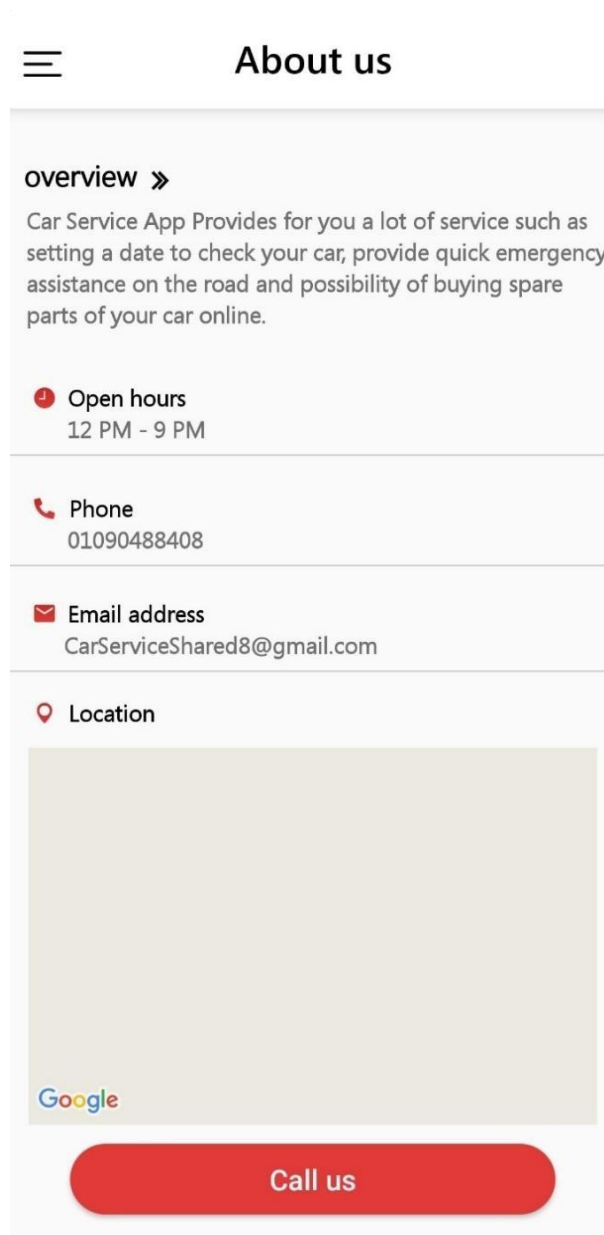 About us
overview »
Car Service App Provides for you a lot of service such as
setting a date to check your car, provide quick emergency
assistance on the road and possibility of buying spare
parts of your car online.
Open hours
12 PM - 9 PM
Phone
01090488408
Email address
CarServiceShared8@gmail.com
Location
Google
Call us